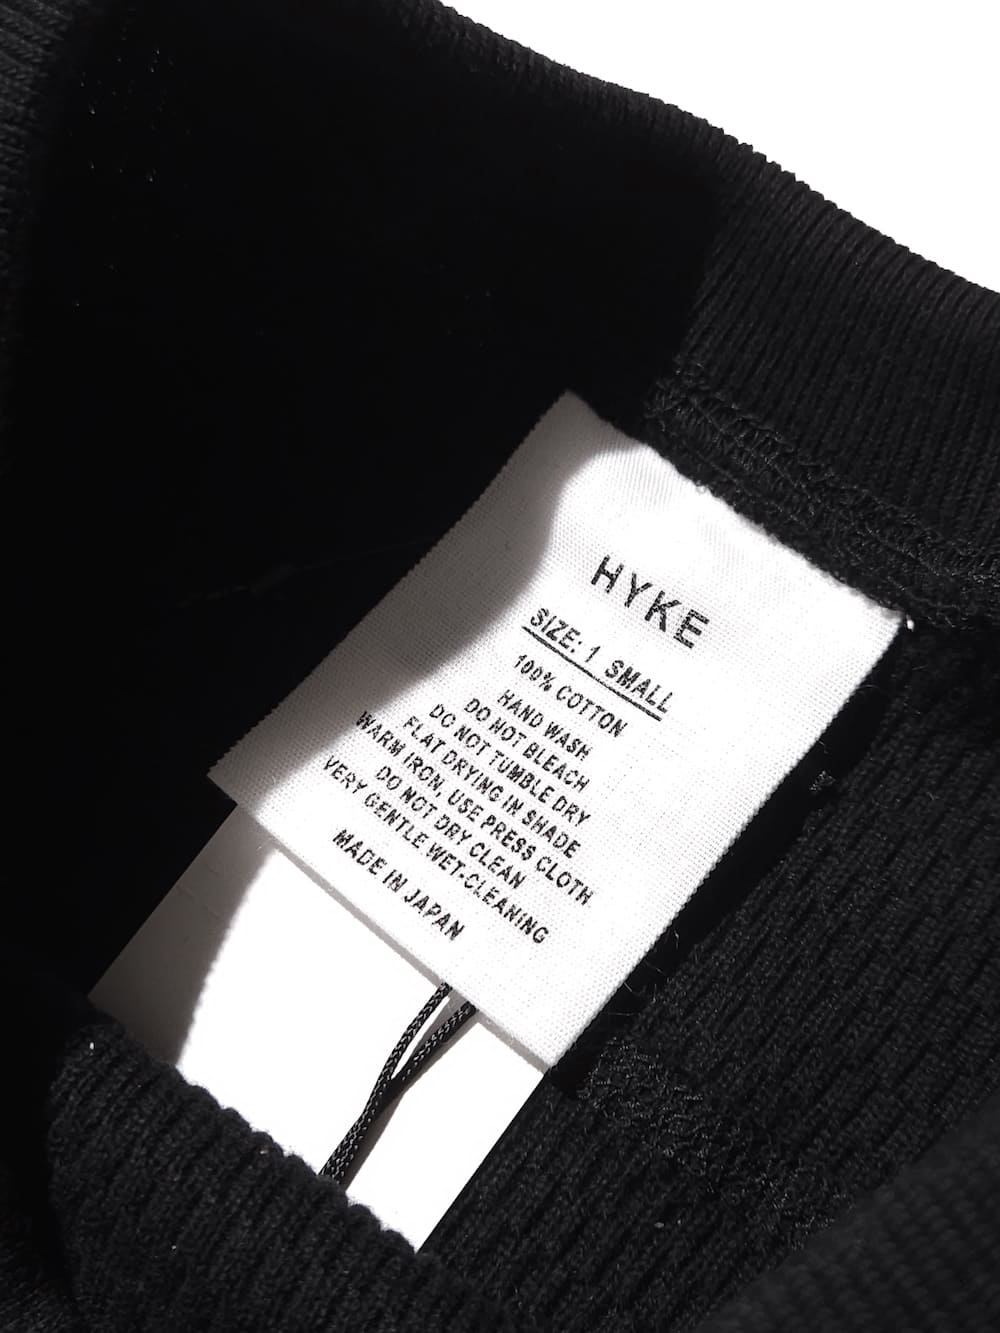 HYKE
SIZE: 1 SMALL
100% COTTON
HAND WASH
DO NOT BLEACH
DO NOT TUMBLE DRY
FLAT DRYING IN SHADE
WARM IRON, USE PRESS CLOTH
DO NOT DRY CLEAN
VERY GENTLE WET-CLEANING
MADE IN JAPAN